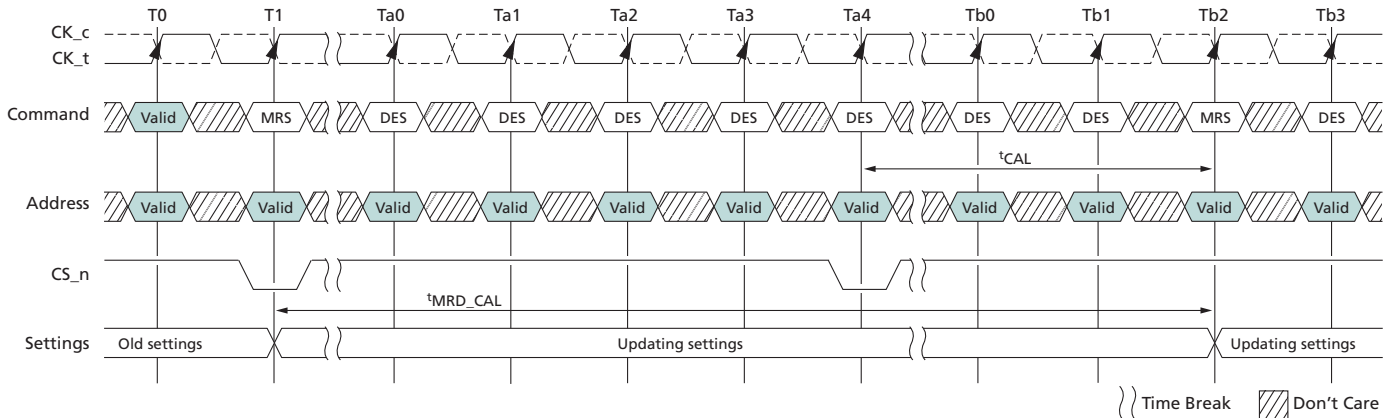 T0 T1 Ta0 Ta1 Ta2 Ta3 Ta4 Tb0 Tb1 Tb2 Tb3
CK_c
CK_t
Command Valid MRS DES DES DES DES DES DES DES MRS DES
tCAL
Address Valid Valid Valid Valid Valid Valid Valid Valid Valid Valid Valid
CS_n
tMRD_CAL
Settings Old settings Updating settings Updating settings
Time Break Don't Care